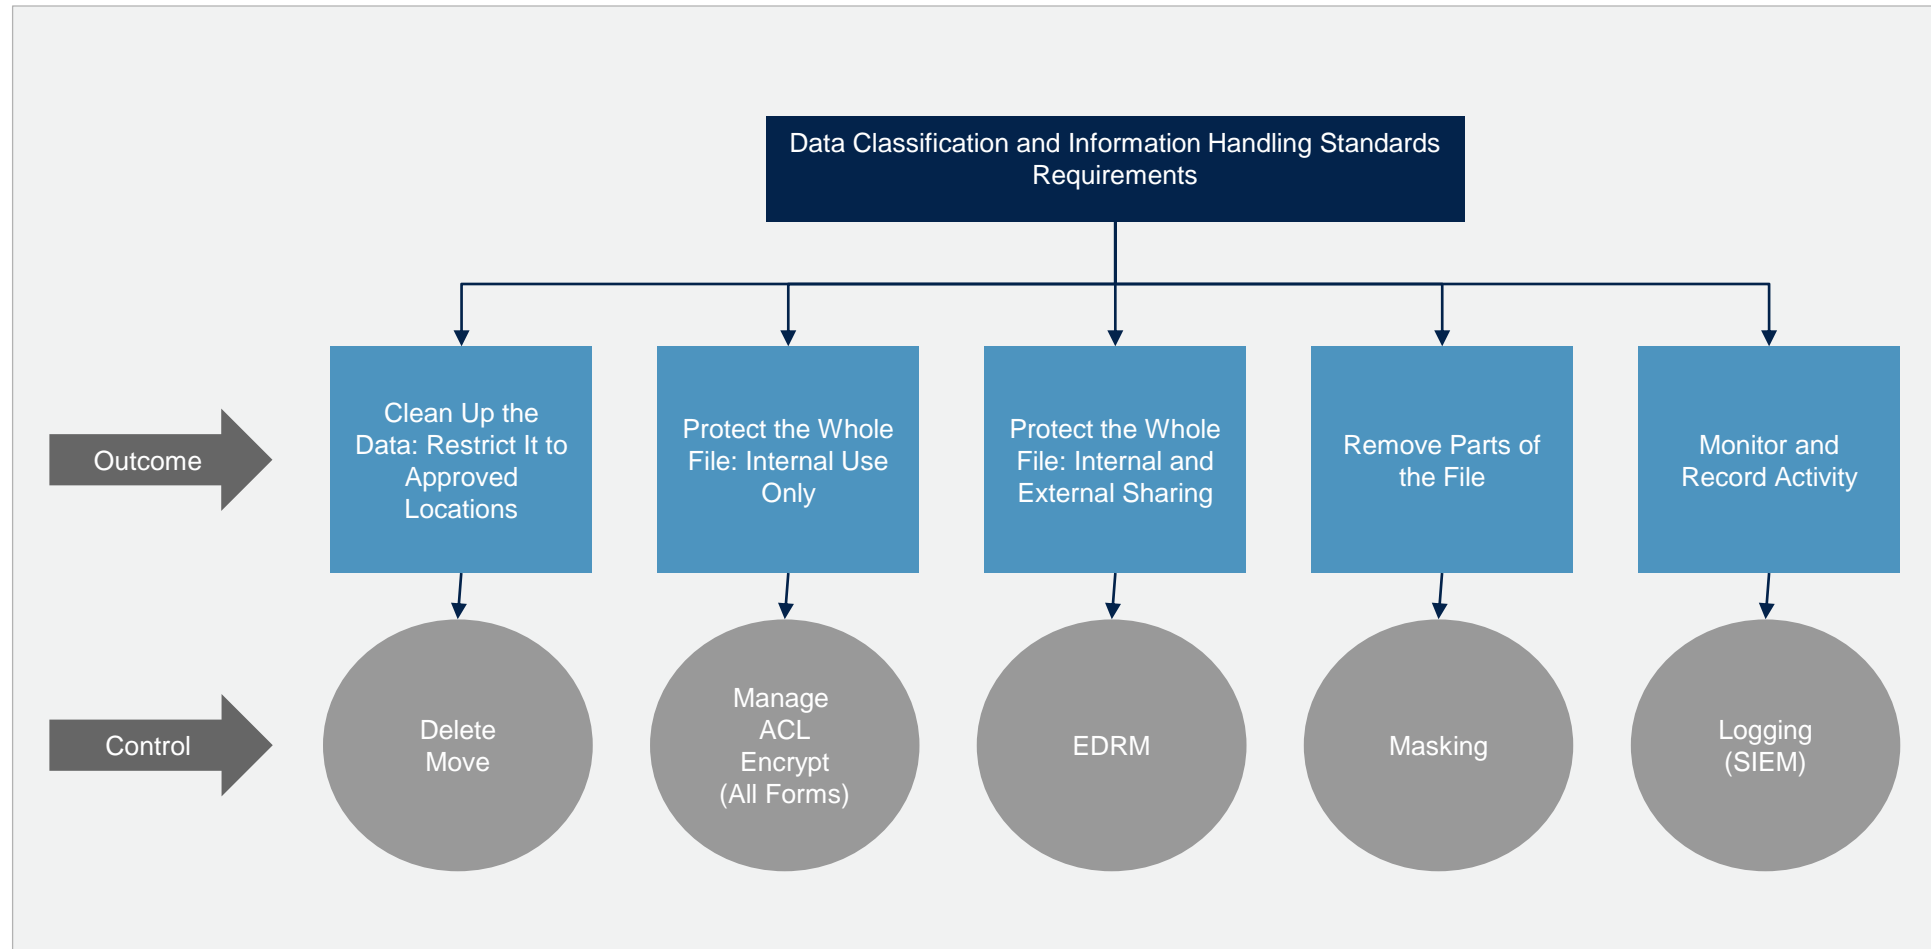 Data Classification and Information Handling Standards
Requirements
Outcome
Clean Up the
Data: Restrict It to
Approved
Locations
Protect the Whole
File: Internal Use
Only
Protect the Whole
File: Internal and
External Sharing
Remove Parts of
the File
Monitor and
Record Activity
Control
Delete
Move
Manage
ACL
Encrypt
(All Forms)
EDRM
Masking
Logging
(SIEM)